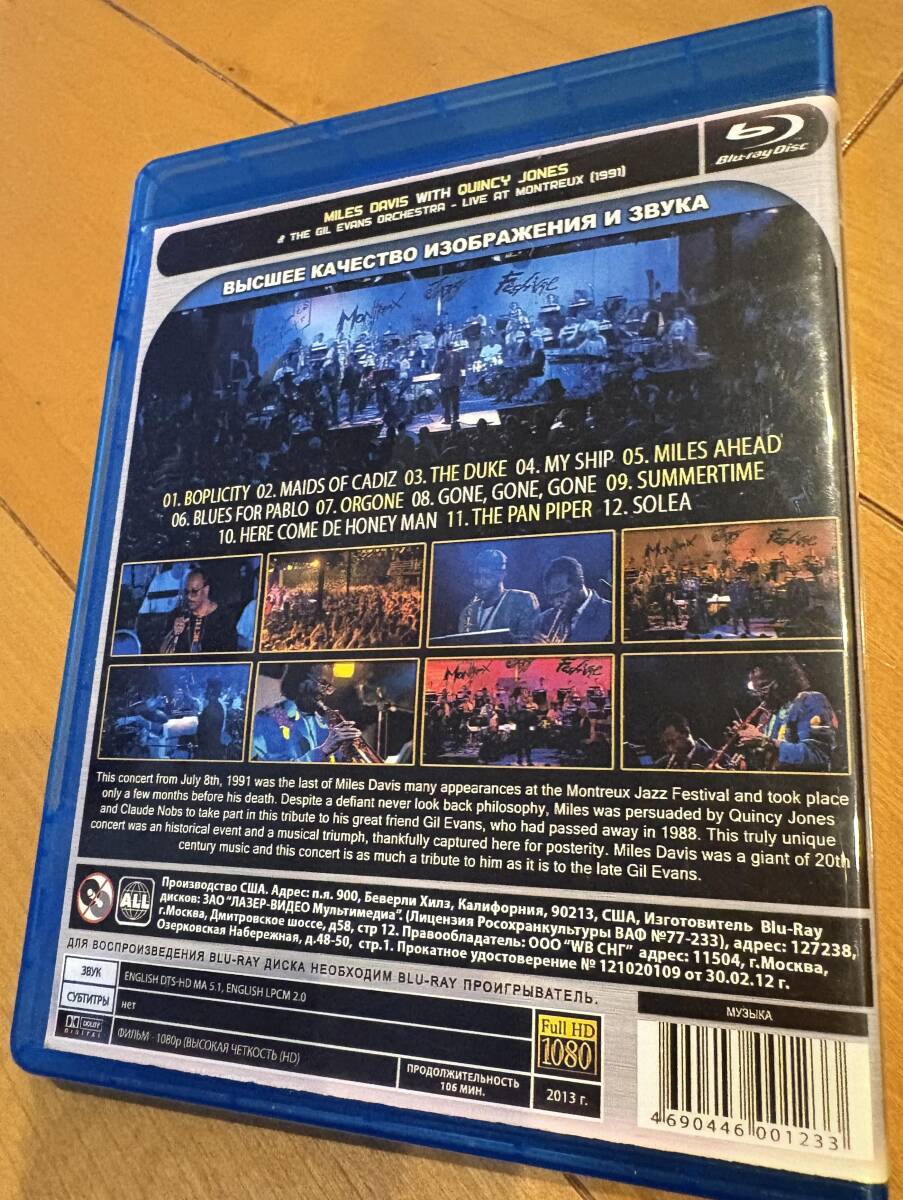 Blu-ray Disc
MILES DAVIS WITH QUINCY JONES
& THE GIL EVANS ORCHESTRA - LIVE AT MONTREUX (1991)
ВЫСШЕЕ КАЧЕСТВО ИЗОБРАЖЕНИЯ И ЗВУКА
Montreux Jazz Festival
01. BOPLICITY 02. MAIDS OF CADIZ 03. THE DUKE 04. MY SHIP 05. MILES AHEAD
06. BLUES FOR PABLO 07. ORGONE 08. GONE, GONE, GONE 09. SUMMERTIME
10. HERE COME DE HONEY MAN 11. THE PAN PIPER 12. SOLEA
Montreux Jazz Festival
Montreux Jazz Festival
This concert from July 8th, 1991 was the last of Miles Davis many appearances at the Montreux Jazz Festival and took place
only a few months before his death. Despite a defiant never look back philosophy, Miles was persuaded by Quincy Jones
and Claude Nobs to take part in this tribute to his great friend Gil Evans, who had passed away in 1988. This truly unique
concert was an historical event and a musical triumph, thankfully captured here for posterity. Miles Davis was a giant of 20th
century music and this concert is as much a tribute to him as it is to the late Gil Evans.
ALL
Производство США. Адрес: п.я. 900, Беверли Хилз, Калифорния, 90213, США, Изготовитель Blu-Ray
дисков: ЗАО "ЛАЗЕР-ВИДЕО Мультимедиа". (Лицензия Росохранкультуры ВАФ №77-233), адрес: 127238,
г.Москва, Дмитровское шоссе, д58, стр 12. Правообладатель: ООО "WB СНГ" адрес: 11504, г.Москва,
Озерковская Набережная, д.48-50, стр.1. Прокатное удостоверение № 121020109 от 30.02.12 г.
ДЛЯ ВОСПРОИЗВЕДЕНИЯ BLU-RAY ДИСКА НЕОБХОДИМ BLU-RAY ПРОИГРЫВАТЕЛЬ.
ЗВУК ENGLISH DTS-HD MA 5.1, ENGLISH LPCM 2.0
СУБТИТРЫ нет
DOLBY
DIGITAL
ФИЛЬМ - 1080p (ВЫСОКАЯ ЧЕТКОСТЬ (HD)
ПРОДОЛЖИТЕЛЬНОСТЬ
106 МИН.
Full HD
1080
2013 г.
МУЗЫКА
4 690446 001233